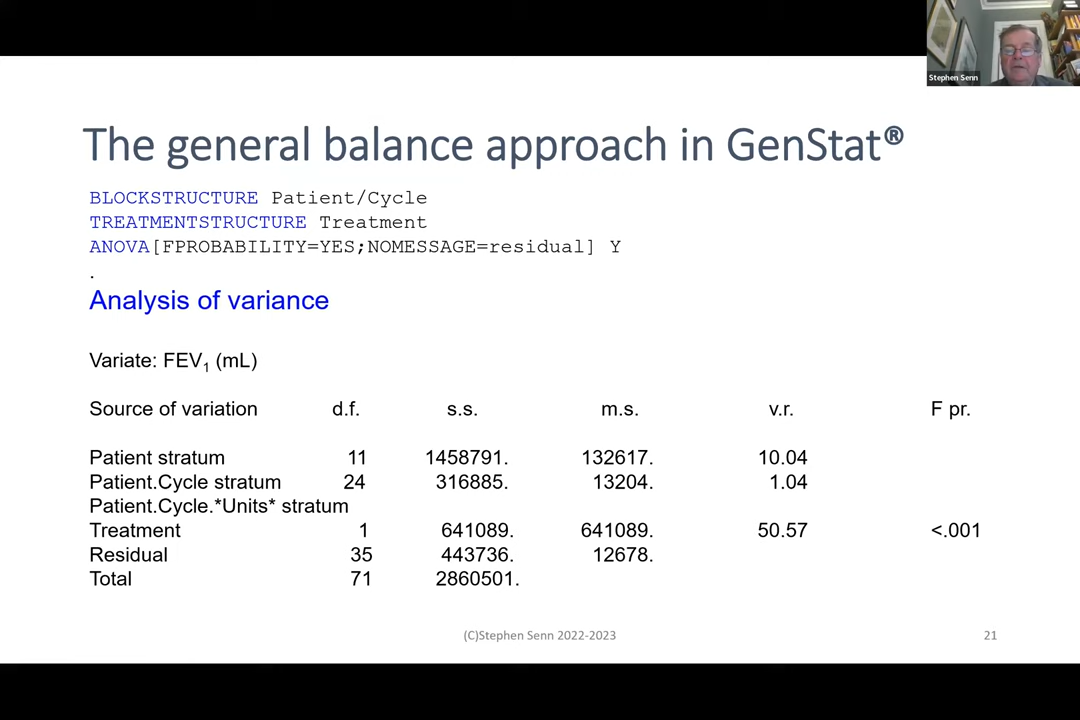 Stephen Senn
The general balance approach in GenStat®
BLOCKSTRUCTURE Patient/Cycle
TREATMENTSTRUCTURE Treatment
ANOVA[FPROBABILITY=YES;NOMESSAGE=residual] Y
.
Analysis of variance
Variate: FEV1 (mL)
Source of variation d.f. s.s. m.s. v.r. F pr.
Patient stratum 11 1458791. 132617. 10.04
Patient.Cycle stratum 24 316885. 13204. 1.04
Patient.Cycle.*Units* stratum
Treatment 1 641089. 641089. 50.57 <.001
Residual 35 443736. 12678.
Total 71 2860501.
(C)Stephen Senn 2022-2023 21